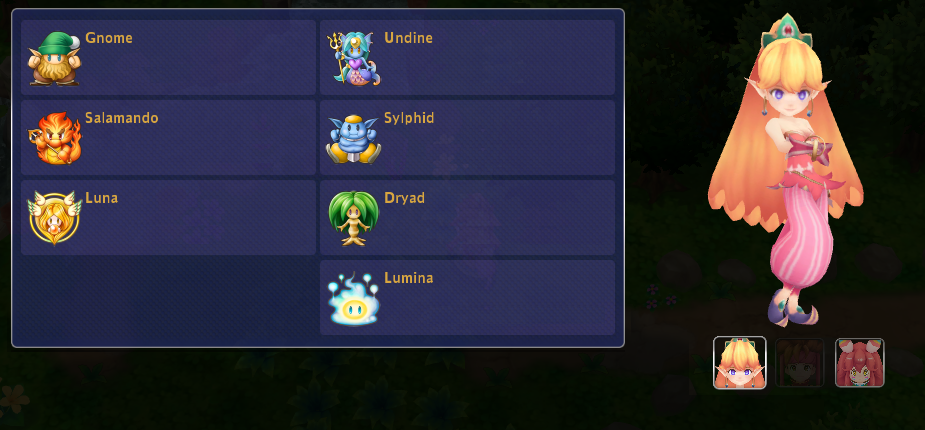 Gnome
Undine
Salamando
Sylphid
Luna
Dryad
Lumina